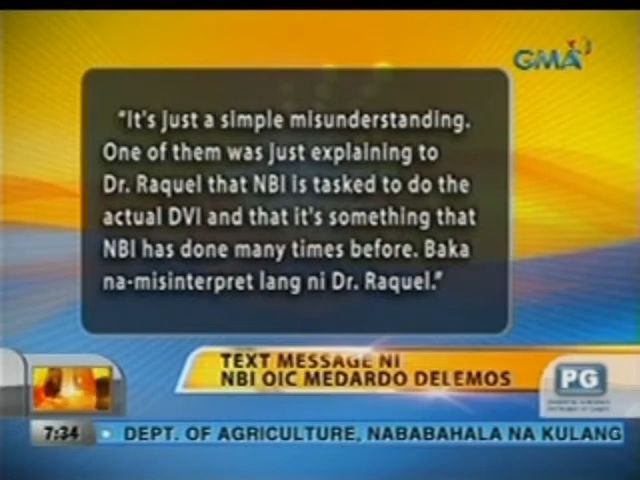 GMA
"It's just a simple misunderstanding.
One of them was just explaining to
Dr. Raquel that NBI is tasked to do the
actual DVI and that it's something that
NBI has done many times before. Baka
na-misinterpret lang ni Dr. Raquel."
TEXT MESSAGE NI
NBI OIC MEDARDO DELEMOS
PG
7:34
DEPT. OF AGRICULTURE, NABABAHALA NA KULANG